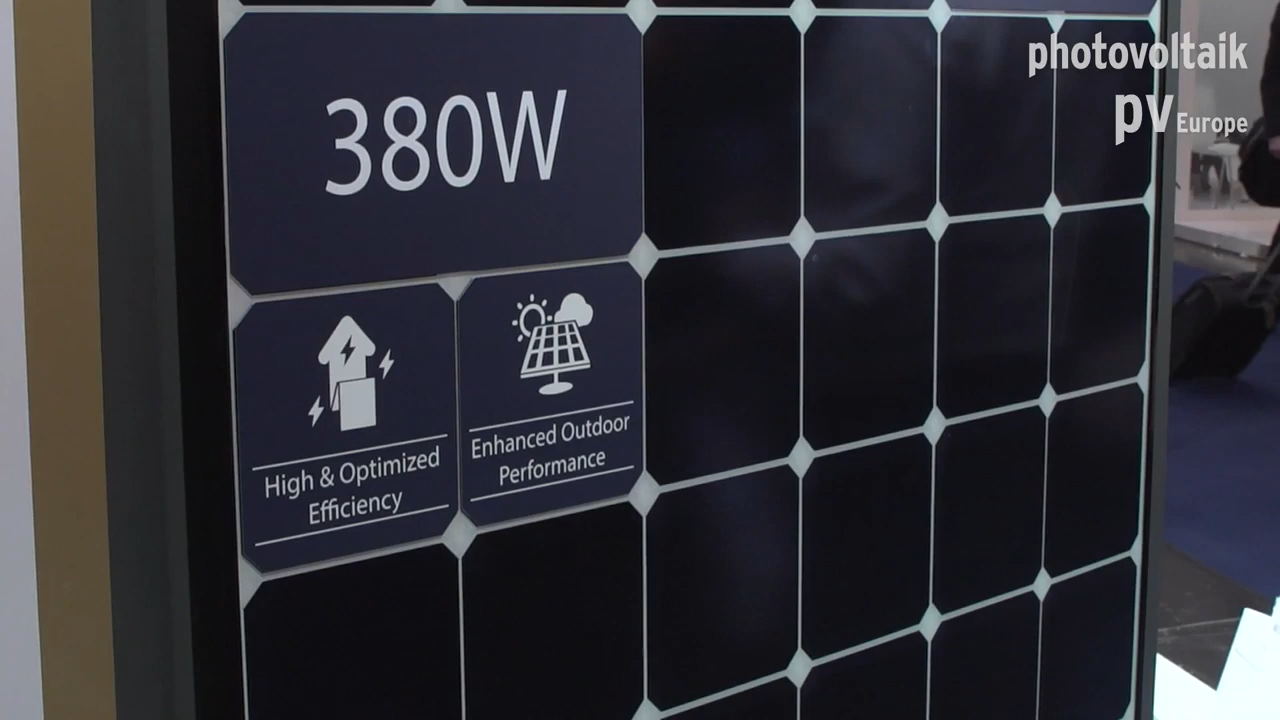 photovoltaik
pv Europe
380W
High & Optimized
Efficiency
Enhanced Outdoor
Performance